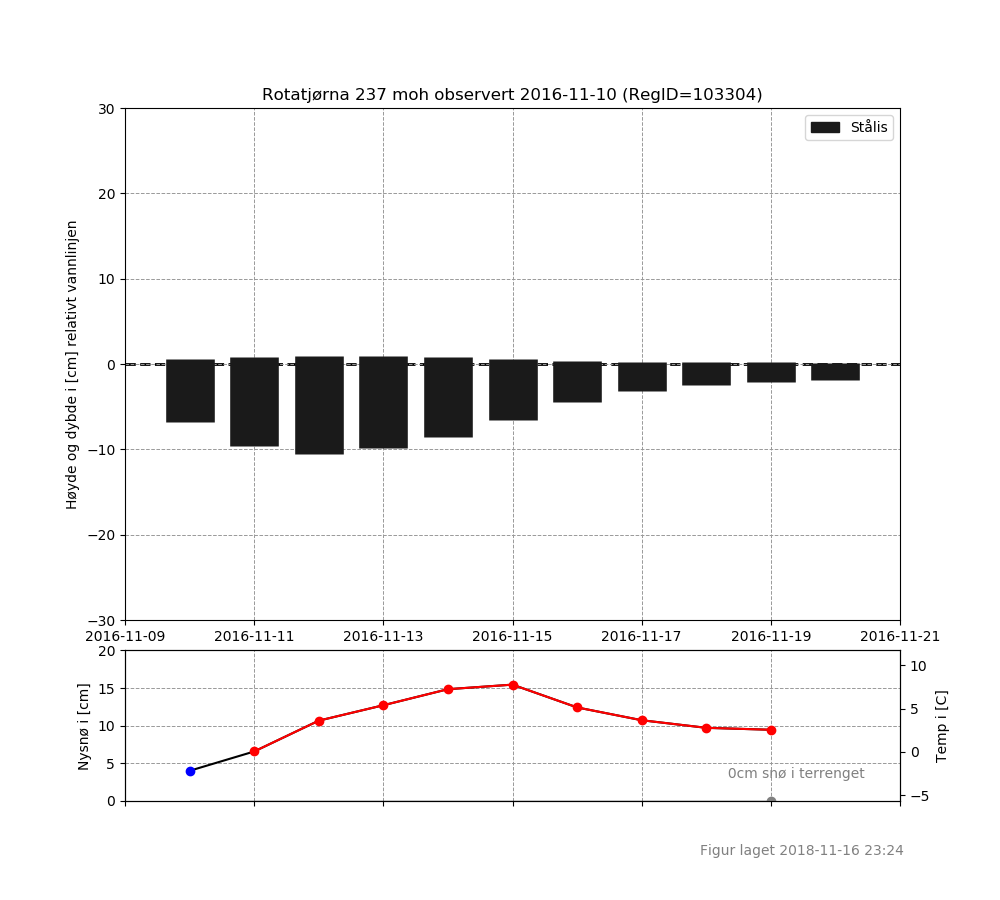 Rotatjørna 237 moh observert 2016-11-10 (RegID=103304)
Stålis
Høyde og dybde i [cm] relativt vannlinjen
30
20
10
0
−10
−20
−30
2016-11-09 2016-11-11 2016-11-13 2016-11-15 2016-11-17 2016-11-19 2016-11-21
Nysnø i [cm]
20
15
10
5
0
10
5
0
−5
Temp i [C]
0cm snø i terrenget
Figur laget 2018-11-16 23:24